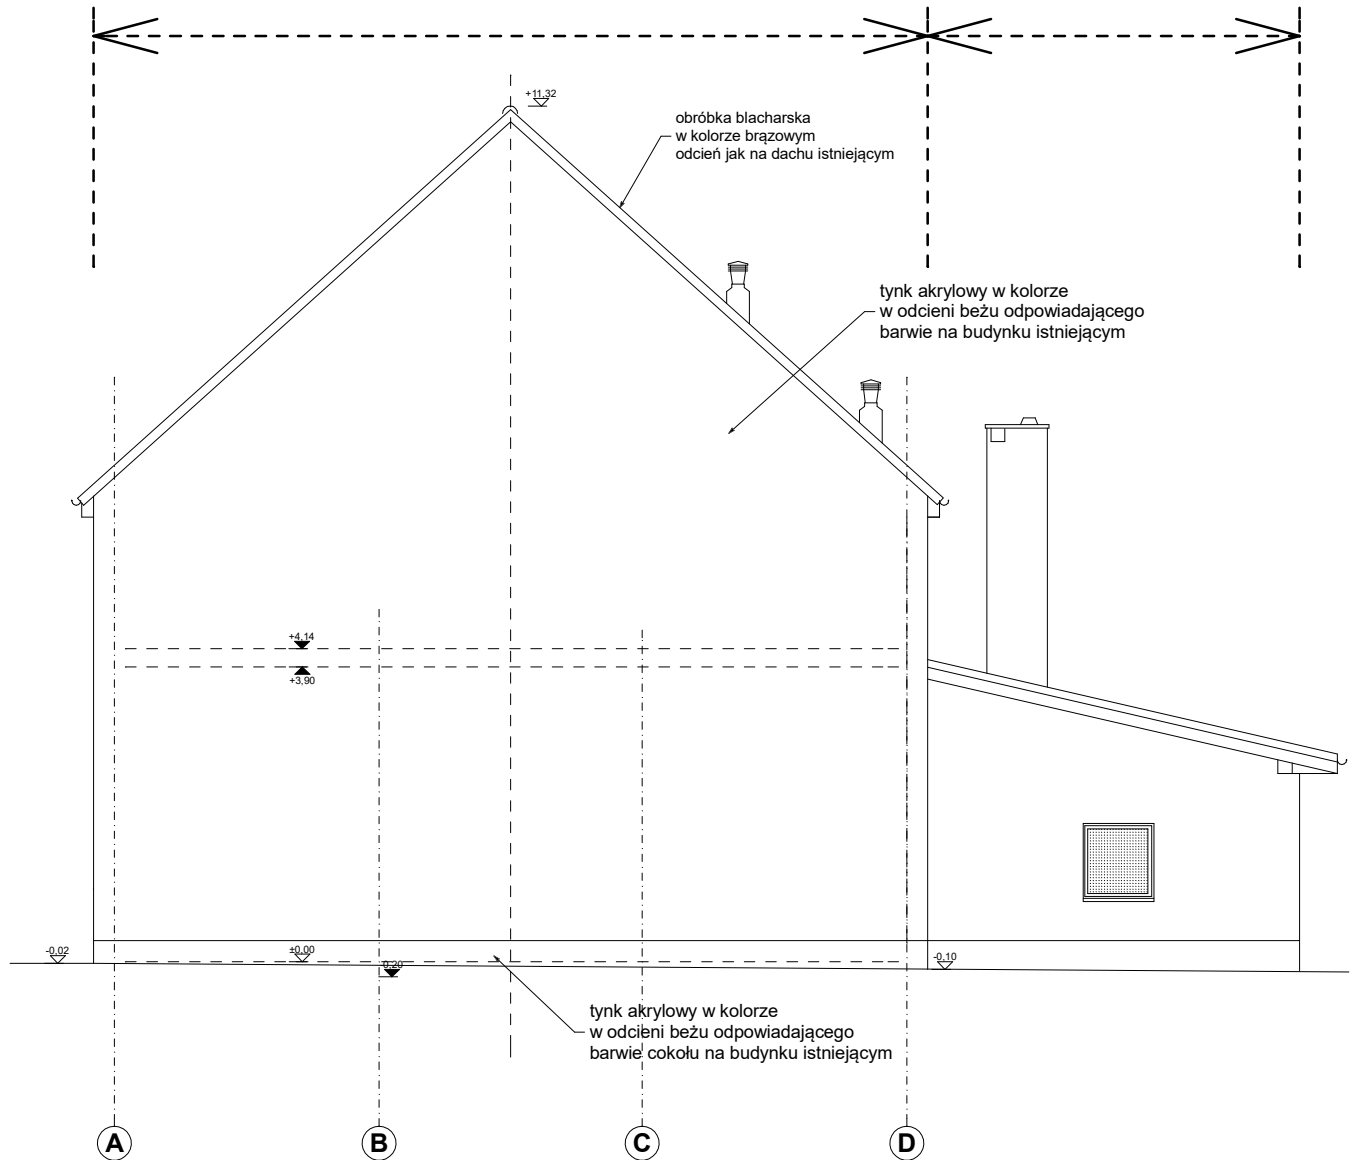 +11,32
obróbka blacharska
w kolorze brązowym
odcień jak na dachu istniejącym
tynk akrylowy w kolorze
w odcieni beżu odpowiadającego
barwie na budynku istniejącym
+4,14
+3,90
-0,02
±0,00
-0,20
-0,10
tynk akrylowy w kolorze
w odcieni beżu odpowiadającego
barwie cokołu na budynku istniejącym
A
B
C
D